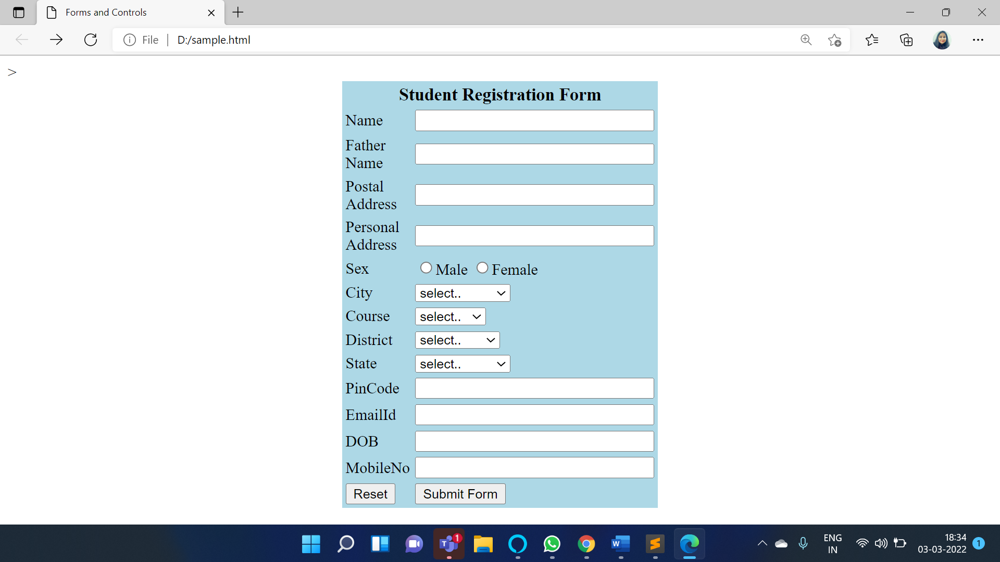 Forms and Controls
File
D:/sample.html
>
Student Registration Form
Name
Father
Name
Postal
Address
Personal
Address
Sex Male Female
City select..
Course select..
District select..
State select..
PinCode
EmailId
DOB
MobileNo
Reset Submit Form
T 1
W
S
ENG
IN
18:34
03-03-2022
1